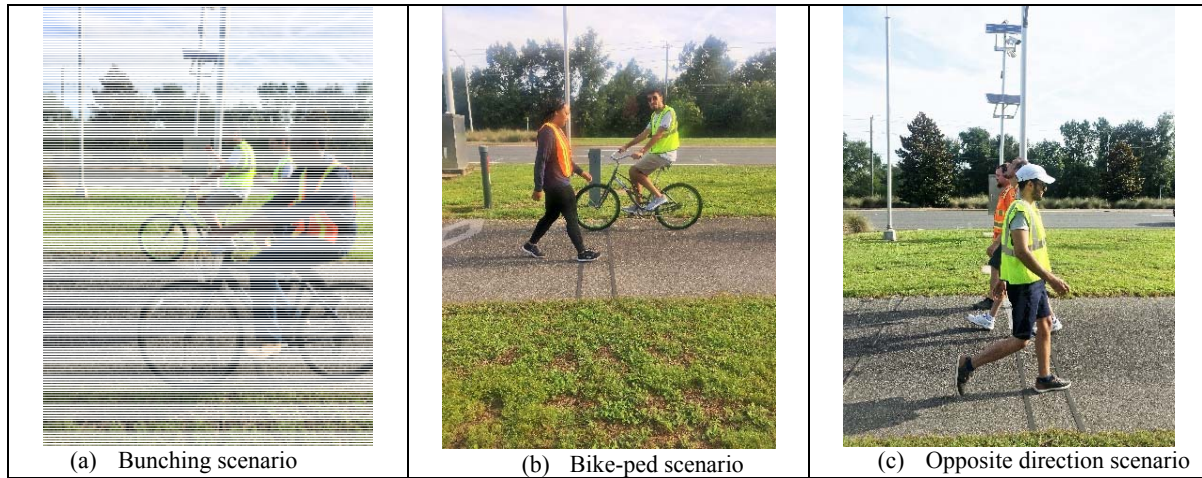 (a) Bunching scenario
(b) Bike-ped scenario
(c) Opposite direction scenario